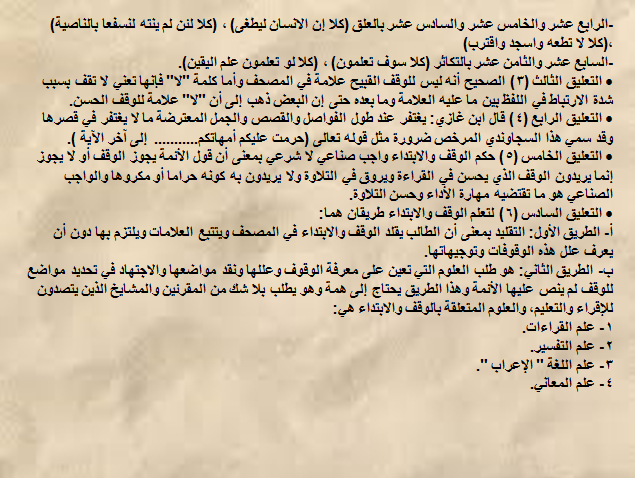 -الرابع عشر والخامس عشر والسادس عشر بالعلق (كلا إن الانسان ليطغى) ، (كلا لئن لم ينته لنسفعا بالناصية)
،(كلا لا تطعه واسجد واقترب)
-السابع عشر والثامن عشر بالتكاثر (كلا سوف تعلمون) ، (كلا لو تعلمون علم اليقين).
● التعليق الثالث (٣) الصحيح أنه ليس للوقف القبيح علامة في المصحف وأما كلمة "لا" فإنها تعني لا تقف بسبب
شدة الارتباط في اللفظ بين ما عليه العلامة وما بعده حتى إن البعض ذهب إلى أن "لا" علامة للوقف الحسن.
● التعليق الرابع (٤) قال ابن غازي: يغتفر عند طول الفواصل والقصص والجمل المعترضة ما لا يغتفر في قصرها
وقد سمي هذا السجاوندي المرخص ضرورة مثل قوله تعالى (حرمت عليكم أمهاتكم........... إلى آخر الآية ).
● التعليق الخامس (٥) حكم الوقف والابتداء واجب صناعي لا شرعي بمعنى أن قول الأئمة يجوز الوقف أو لا يجوز
إنما يريدون الوقف الذي يحسن في القراءة ويروق في التلاوة ولا يريدون به كونه حراما أو مكروها والواجب
الصناعي هو ما تقتضيه مهارة الأداء وحسن التلاوة.
● التعليق السادس (٦) لتعلم الوقف والابتداء طريقان هما:
أ- الطريق الأول: التقليد بمعنى أن الطالب يقلد الوقف والابتداء في المصحف ويتتبع العلامات ويلتزم بها دون أن
يعرف علل هذه الوقوفات وتوجيهاتها.
ب- الطريق الثاني: هو طلب العلوم التي تعين على معرفة الوقوف وعللها ونقد مواضعها والاجتهاد في تحديد مواضع
للوقف لم ينص عليها الأئمة وهذا الطريق يحتاج إلى همة وهو يطلب بلا شك من المقرئين والمشايخ الذين يتصدون
للإقراء والتعليم، والعلوم المتعلقة بالوقف والابتداء هي:
١- علم القراءات.
٢- علم التفسير.
٣- علم اللغة " الإعراب ".
٤- علم المعاني.